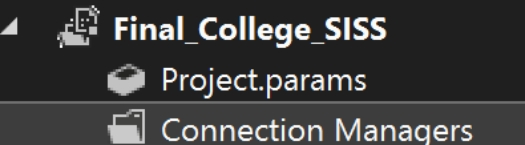 Final_College_SISS
Project.params
Connection Managers